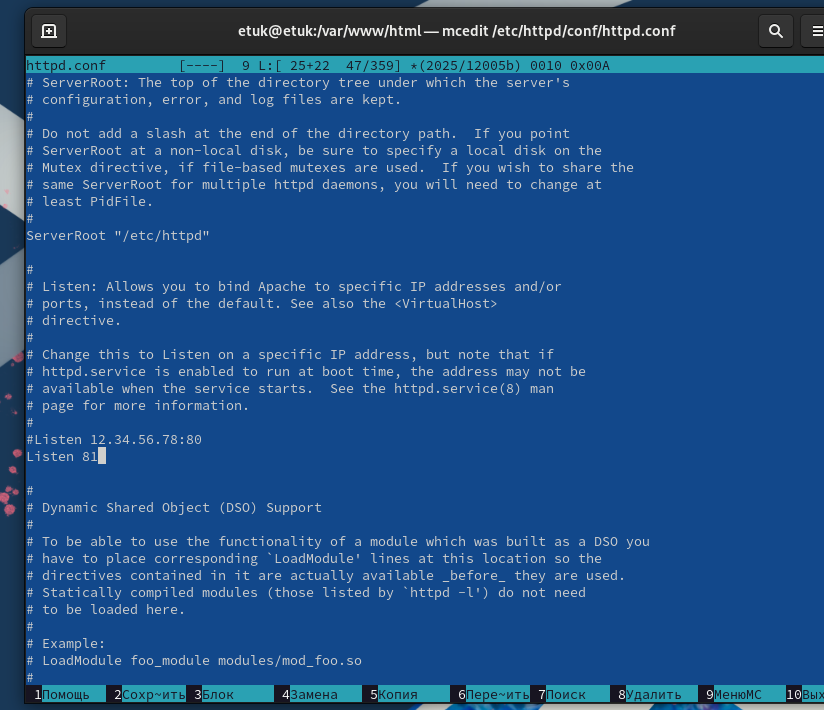 etuk@etuk:/var/www/html — mcedit /etc/httpd/conf/httpd.conf
httpd.conf         [----]  9 L:[ 25+22  47/359] *(2025/12005b) 0010 0x00A
# ServerRoot: The top of the directory tree under which the server's
# configuration, error, and log files are kept.
#
# Do not add a slash at the end of the directory path.  If you point
# ServerRoot at a non-local disk, be sure to specify a local disk on the
# Mutex directive, if file-based mutexes are used.  If you wish to share the
# same ServerRoot for multiple httpd daemons, you will need to change at
# least PidFile.
#
ServerRoot "/etc/httpd"

#
# Listen: Allows you to bind Apache to specific IP addresses and/or
# ports, instead of the default. See also the <VirtualHost>
# directive.
#
# Change this to Listen on a specific IP address, but note that if
# httpd.service is enabled to run at boot time, the address may not be
# available when the service starts.  See the httpd.service(8) man
# page for more information.
#
#Listen 12.34.56.78:80
Listen 81

#
# Dynamic Shared Object (DSO) Support
#
# To be able to use the functionality of a module which was built as a DSO you
# have to place corresponding `LoadModule' lines at this location so the
# directives contained in it are actually available _before_ they are used.
# Statically compiled modules (those listed by `httpd -l') do not need
# to be loaded here.
#
# Example:
# LoadModule foo_module modules/mod_foo.so
#
1Помощь 2Сохр~ить 3Блок 4Замена 5Копия 6Пере~ить 7Поиск 8Удалить 9МенюMC 10Вых